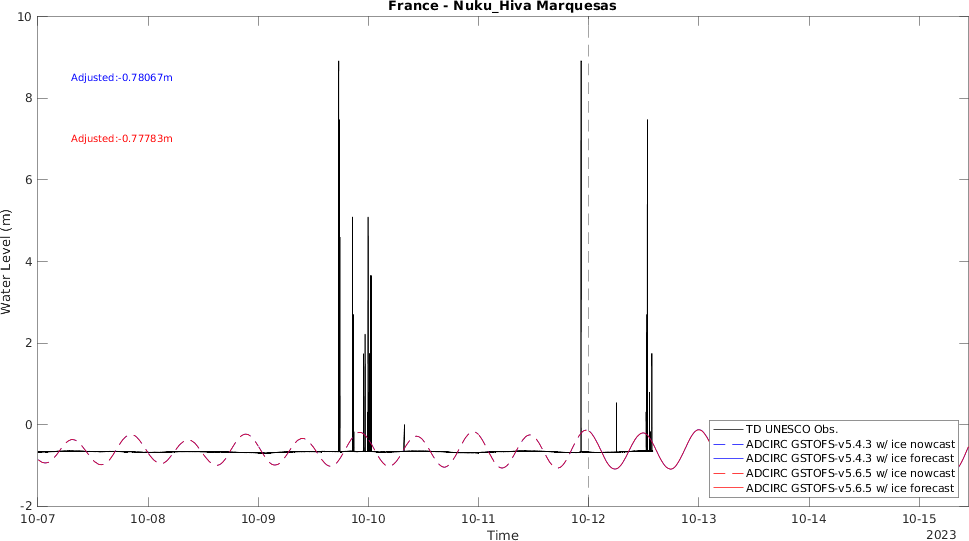 France - Nuku_Hiva Marquesas
10
8
6
4
2
0
-2
Water Level (m)
Adjusted:-0.78067m
Adjusted:-0.77783m
TD UNESCO Obs.
ADCIRC GSTOFS-v5.4.3 w/ ice nowcast
ADCIRC GSTOFS-v5.4.3 w/ ice forecast
ADCIRC GSTOFS-v5.6.5 w/ ice nowcast
ADCIRC GSTOFS-v5.6.5 w/ ice forecast
10-07 10-08 10-09 10-10 10-11 10-12 10-13 10-14 10-15
Time
2023